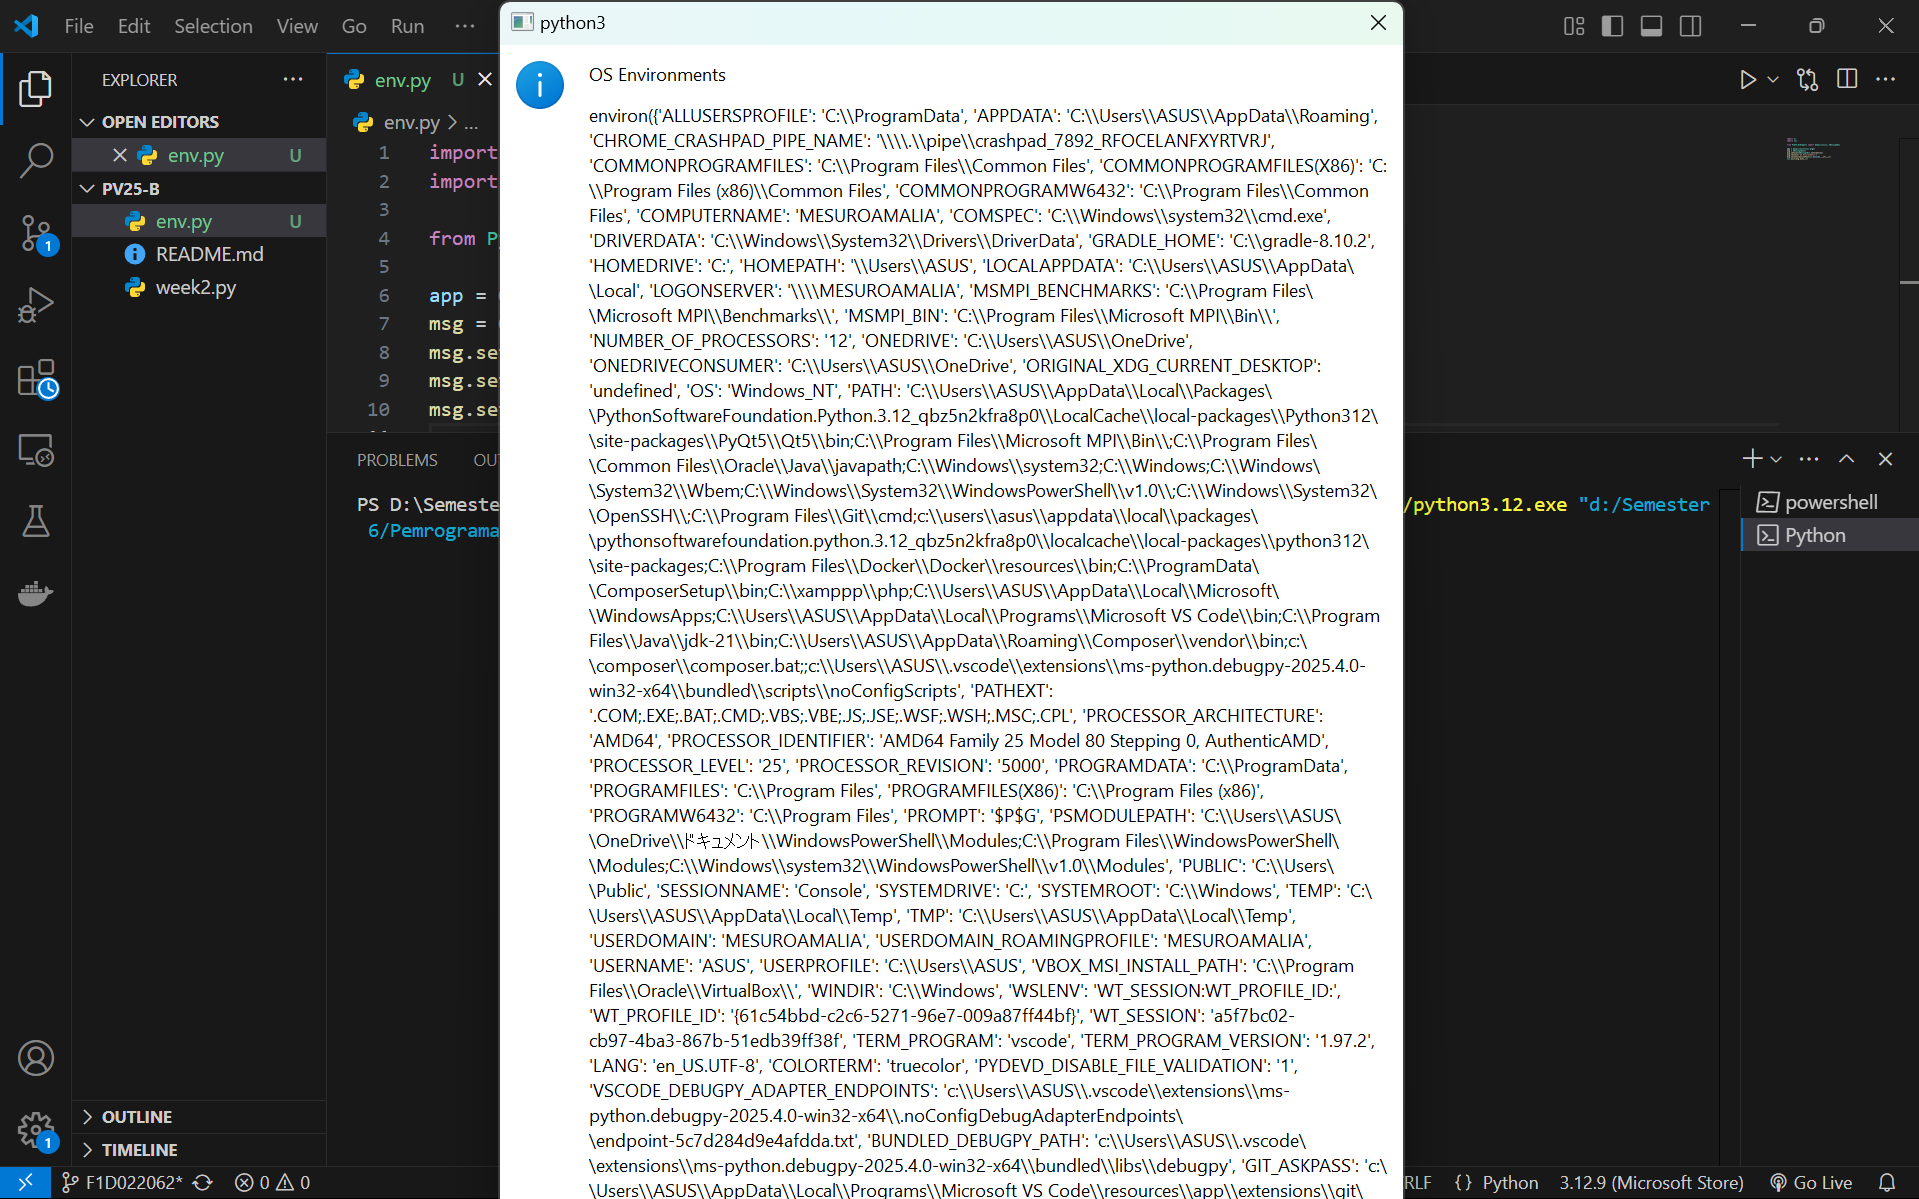 File Edit Selection View Go Run ···
python3
EXPLORER ···
OPEN EDITORS
env.py U
PV25-B
env.py U
README.md
week2.py
OUTLINE
TIMELINE
env.py U
env.py > ...
1 import
2 import
3
4 from P
5
6 app =
7 msg =
8 msg.se
9 msg.se
10 msg.se
PROBLEMS OU
PS D:\Semeste
6/Pemrograma
/python3.12.exe "d:/Semester
powershell
Python
OS Environments
environ({'ALLUSERSPROFILE': 'C:\\ProgramData', 'APPDATA': 'C:\\Users\\ASUS\\AppData\\Roaming',
'CHROME_CRASHPAD_PIPE_NAME': '\\\\.\\pipe\\crashpad_7892_RFOCELANFXYRTVRJ',
'COMMONPROGRAMFILES': 'C:\\Program Files\\Common Files', 'COMMONPROGRAMFILES(X86)': 'C:
\\Program Files (x86)\\Common Files', 'COMMONPROGRAMW6432': 'C:\\Program Files\\Common
Files', 'COMPUTERNAME': 'MESUROAMALIA', 'COMSPEC': 'C:\\Windows\\system32\\cmd.exe',
'DRIVERDATA': 'C:\\Windows\\System32\\Drivers\\DriverData', 'GRADLE_HOME': 'C:\\gradle-8.10.2',
'HOMEDRIVE': 'C:', 'HOMEPATH': '\\Users\\ASUS', 'LOCALAPPDATA': 'C:\\Users\\ASUS\\AppData\
\Local', 'LOGONSERVER': '\\\\MESUROAMALIA', 'MSMPI_BENCHMARKS': 'C:\\Program Files\
\Microsoft MPI\\Benchmarks\\', 'MSMPI_BIN': 'C:\\Program Files\\Microsoft MPI\\Bin\\',
'NUMBER_OF_PROCESSORS': '12', 'ONEDRIVE': 'C:\\Users\\ASUS\\OneDrive',
'ONEDRIVECONSUMER': 'C:\\Users\\ASUS\\OneDrive', 'ORIGINAL_XDG_CURRENT_DESKTOP':
'undefined', 'OS': 'Windows_NT', 'PATH': 'C:\\Users\\ASUS\\AppData\\Local\\Packages\
\PythonSoftwareFoundation.Python.3.12_qbz5n2kfra8p0\\LocalCache\\local-packages\\Python312\
\site-packages\\PyQt5\\Qt5\\bin;C:\\Program Files\\Microsoft MPI\\Bin\\;C:\\Program Files\
\Common Files\\Oracle\\Java\\javapath;C:\\Windows\\system32;C:\\Windows;C:\\Windows\
\System32\\Wbem;C:\\Windows\\System32\\WindowsPowerShell\\v1.0\\;C:\\Windows\\System32\
\OpenSSH\\;C:\\Program Files\\Git\\cmd;c:\\users\\asus\\appdata\\local\\packages\
\pythonsoftwarefoundation.python.3.12_qbz5n2kfra8p0\\localcache\\local-packages\\python312\
\site-packages;C:\\Program Files\\Docker\\Docker\\resources\\bin;C:\\ProgramData\
\ComposerSetup\\bin;C:\\xamppp\\php;C:\\Users\\ASUS\\AppData\\Local\\Microsoft\
\WindowsApps;C:\\Users\\ASUS\\AppData\\Local\\Programs\\Microsoft VS Code\\bin;C:\\Program
Files\\Java\\jdk-21\\bin;C:\\Users\\ASUS\\AppData\\Roaming\\Composer\\vendor\\bin;c:\
\composer\\composer.bat;;c:\\Users\\ASUS\\.vscode\\extensions\\ms-python.debugpy-2025.4.0-
win32-x64\\bundled\\scripts\\noConfigScripts', 'PATHEXT':
'.COM;.EXE;.BAT;.CMD;.VBS;.VBE;.JS;.JSE;.WSF;.WSH;.MSC;.CPL', 'PROCESSOR_ARCHITECTURE':
'AMD64', 'PROCESSOR_IDENTIFIER': 'AMD64 Family 25 Model 80 Stepping 0, AuthenticAMD',
'PROCESSOR_LEVEL': '25', 'PROCESSOR_REVISION': '5000', 'PROGRAMDATA': 'C:\\ProgramData',
'PROGRAMFILES': 'C:\\Program Files', 'PROGRAMFILES(X86)': 'C:\\Program Files (x86)',
'PROGRAMW6432': 'C:\\Program Files', 'PROMPT': '$P$G', 'PSMODULEPATH': 'C:\\Users\\ASUS\
\OneDrive\\ドキュメント\\WindowsPowerShell\\Modules;C:\\Program Files\\WindowsPowerShell\
\Modules;C:\\Windows\\system32\\WindowsPowerShell\\v1.0\\Modules', 'PUBLIC': 'C:\\Users\
\Public', 'SESSIONNAME': 'Console', 'SYSTEMDRIVE': 'C:', 'SYSTEMROOT': 'C:\\Windows', 'TEMP': 'C:\
\Users\\ASUS\\AppData\\Local\\Temp', 'TMP': 'C:\\Users\\ASUS\\AppData\\Local\\Temp',
'USERDOMAIN': 'MESUROAMALIA', 'USERDOMAIN_ROAMINGPROFILE': 'MESUROAMALIA',
'USERNAME': 'ASUS', 'USERPROFILE': 'C:\\Users\\ASUS', 'VBOX_MSI_INSTALL_PATH': 'C:\\Program
Files\\Oracle\\VirtualBox\\', 'WINDIR': 'C:\\Windows', 'WSLENV': 'WT_SESSION:WT_PROFILE_ID:',
'WT_PROFILE_ID': '{61c54bbd-c2c6-5271-96e7-009a87ff44bf}', 'WT_SESSION': 'a5f7bc02-
cb97-4ba3-867b-51edb39ff38f', 'TERM_PROGRAM': 'vscode', 'TERM_PROGRAM_VERSION': '1.97.2',
'LANG': 'en_US.UTF-8', 'COLORTERM': 'truecolor', 'PYDEVD_DISABLE_FILE_VALIDATION': '1',
'VSCODE_DEBUGPY_ADAPTER_ENDPOINTS': 'c:\\Users\\ASUS\\.vscode\\extensions\\ms-
python.debugpy-2025.4.0-win32-x64\\.noConfigDebugAdapterEndpoints\
\endpoint-5c7d284d9e4afdda.txt', 'BUNDLED_DEBUGPY_PATH': 'c:\\Users\\ASUS\\.vscode\
\extensions\\ms-python.debugpy-2025.4.0-win32-x64\\bundled\\libs\\debugpy', 'GIT_ASKPASS': 'c:\
\Users\\ASUS\\AppData\\Local\\Programs\\Microsoft VS Code\\resources\\app\\extensions\\git\
1
1
F1D022062* 0 0
RLF {} Python 3.12.9 (Microsoft Store) Go Live